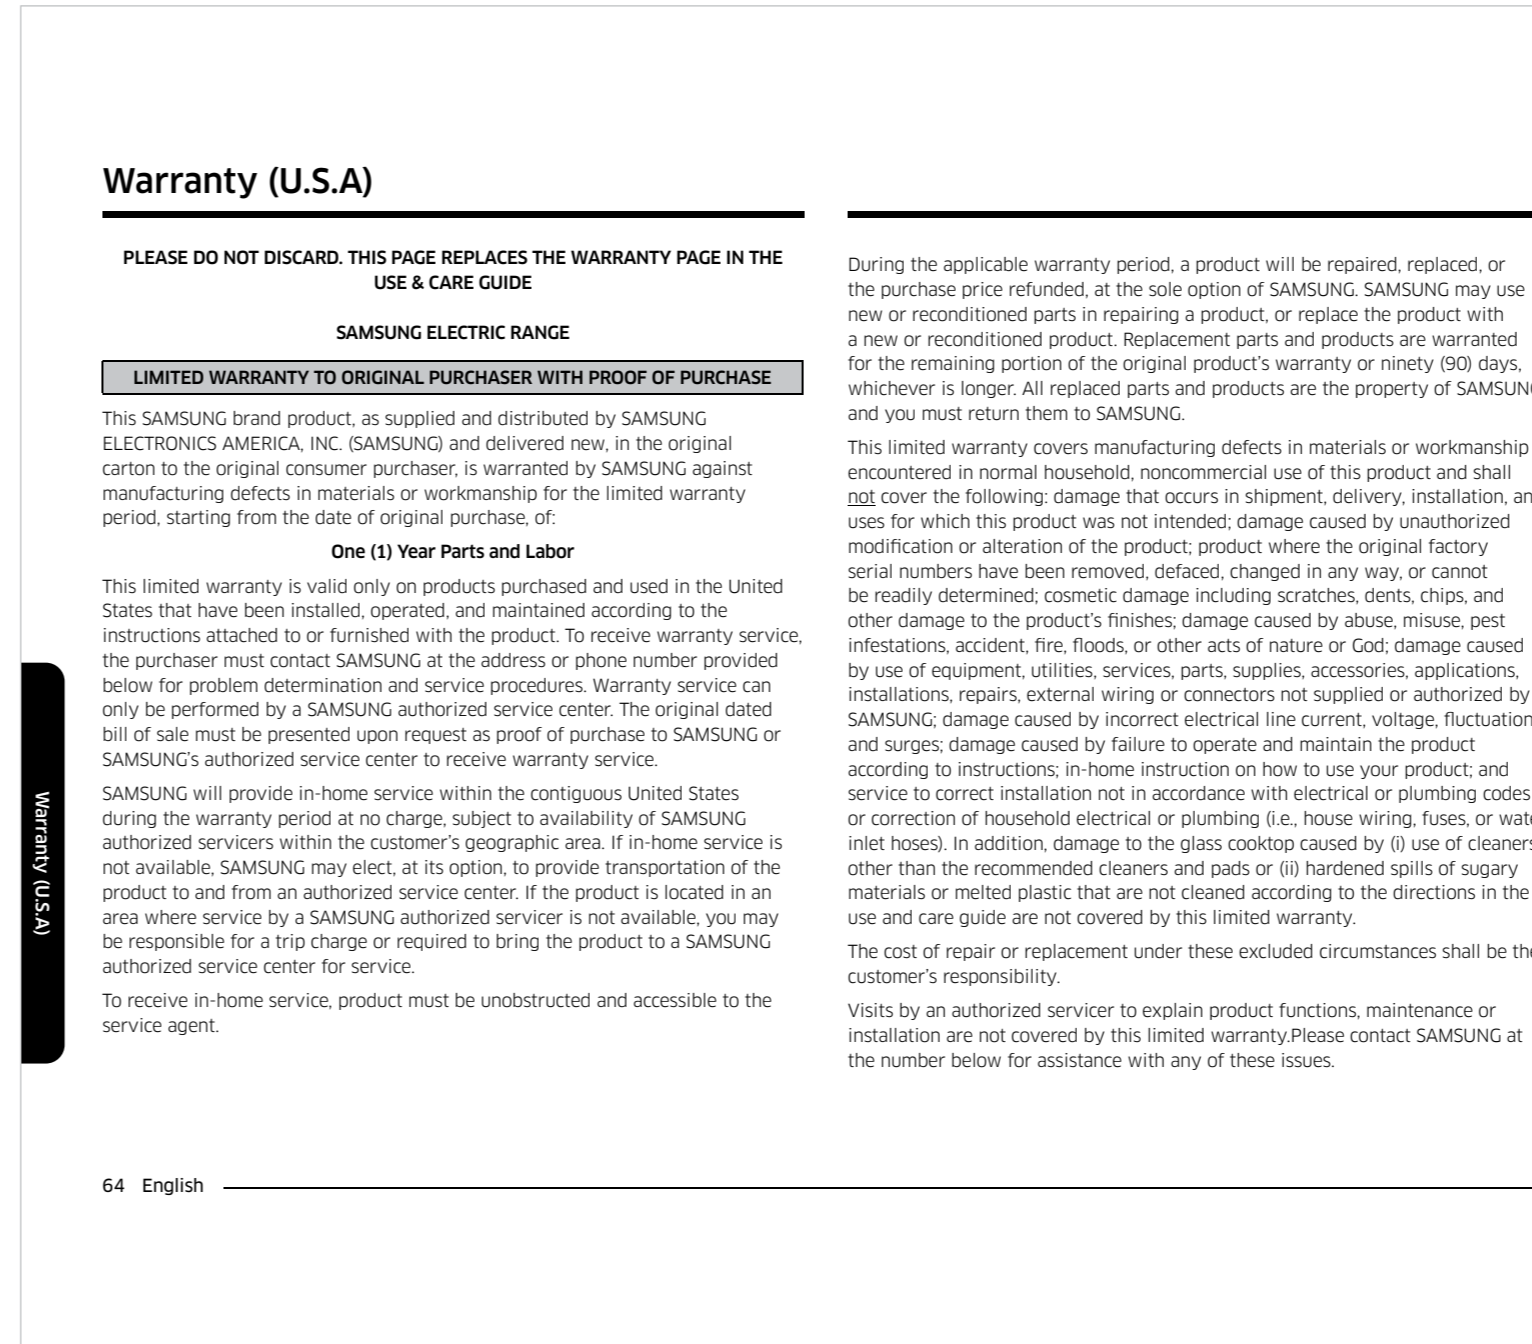 Warranty (U.S.A)
PLEASE DO NOT DISCARD. THIS PAGE REPLACES THE WARRANTY PAGE IN THE
USE & CARE GUIDE
SAMSUNG ELECTRIC RANGE
LIMITED WARRANTY TO ORIGINAL PURCHASER WITH PROOF OF PURCHASE
This SAMSUNG brand product, as supplied and distributed by SAMSUNG
ELECTRONICS AMERICA, INC. (SAMSUNG) and delivered new, in the original
carton to the original consumer purchaser, is warranted by SAMSUNG against
manufacturing defects in materials or workmanship for the limited warranty
period, starting from the date of original purchase, of:
One (1) Year Parts and Labor
This limited warranty is valid only on products purchased and used in the United
States that have been installed, operated, and maintained according to the
instructions attached to or furnished with the product. To receive warranty service,
the purchaser must contact SAMSUNG at the address or phone number provided
below for problem determination and service procedures. Warranty service can
only be performed by a SAMSUNG authorized service center. The original dated
bill of sale must be presented upon request as proof of purchase to SAMSUNG or
SAMSUNG's authorized service center to receive warranty service.
SAMSUNG will provide in-home service within the contiguous United States
during the warranty period at no charge, subject to availability of SAMSUNG
authorized servicers within the customer's geographic area. If in-home service is
not available, SAMSUNG may elect, at its option, to provide transportation of the
product to and from an authorized service center. If the product is located in an
area where service by a SAMSUNG authorized servicer is not available, you may
be responsible for a trip charge or required to bring the product to a SAMSUNG
authorized service center for service.
To receive in-home service, product must be unobstructed and accessible to the
service agent.
During the applicable warranty period, a product will be repaired, replaced, or
the purchase price refunded, at the sole option of SAMSUNG. SAMSUNG may use
new or reconditioned parts in repairing a product, or replace the product with
a new or reconditioned product. Replacement parts and products are warranted
for the remaining portion of the original product's warranty or ninety (90) days,
whichever is longer. All replaced parts and products are the property of SAMSUNG
and you must return them to SAMSUNG.
This limited warranty covers manufacturing defects in materials or workmanship
encountered in normal household, noncommercial use of this product and shall
not cover the following: damage that occurs in shipment, delivery, installation, an
uses for which this product was not intended; damage caused by unauthorized
modification or alteration of the product; product where the original factory
serial numbers have been removed, defaced, changed in any way, or cannot
be readily determined; cosmetic damage including scratches, dents, chips, and
other damage to the product's finishes; damage caused by abuse, misuse, pest
infestations, accident, fire, floods, or other acts of nature or God; damage caused
by use of equipment, utilities, services, parts, supplies, accessories, applications,
installations, repairs, external wiring or connectors not supplied or authorized by
SAMSUNG; damage caused by incorrect electrical line current, voltage, fluctuation
and surges; damage caused by failure to operate and maintain the product
according to instructions; in-home instruction on how to use your product; and
service to correct installation not in accordance with electrical or plumbing codes
or correction of household electrical or plumbing (i.e., house wiring, fuses, or wat
inlet hoses). In addition, damage to the glass cooktop caused by (i) use of cleaners
other than the recommended cleaners and pads or (ii) hardened spills of sugary
materials or melted plastic that are not cleaned according to the directions in the
use and care guide are not covered by this limited warranty.
The cost of repair or replacement under these excluded circumstances shall be the
customer's responsibility.
Visits by an authorized servicer to explain product functions, maintenance or
installation are not covered by this limited warranty.Please contact SAMSUNG at
the number below for assistance with any of these issues.
Warranty (U.S.A)
64 English